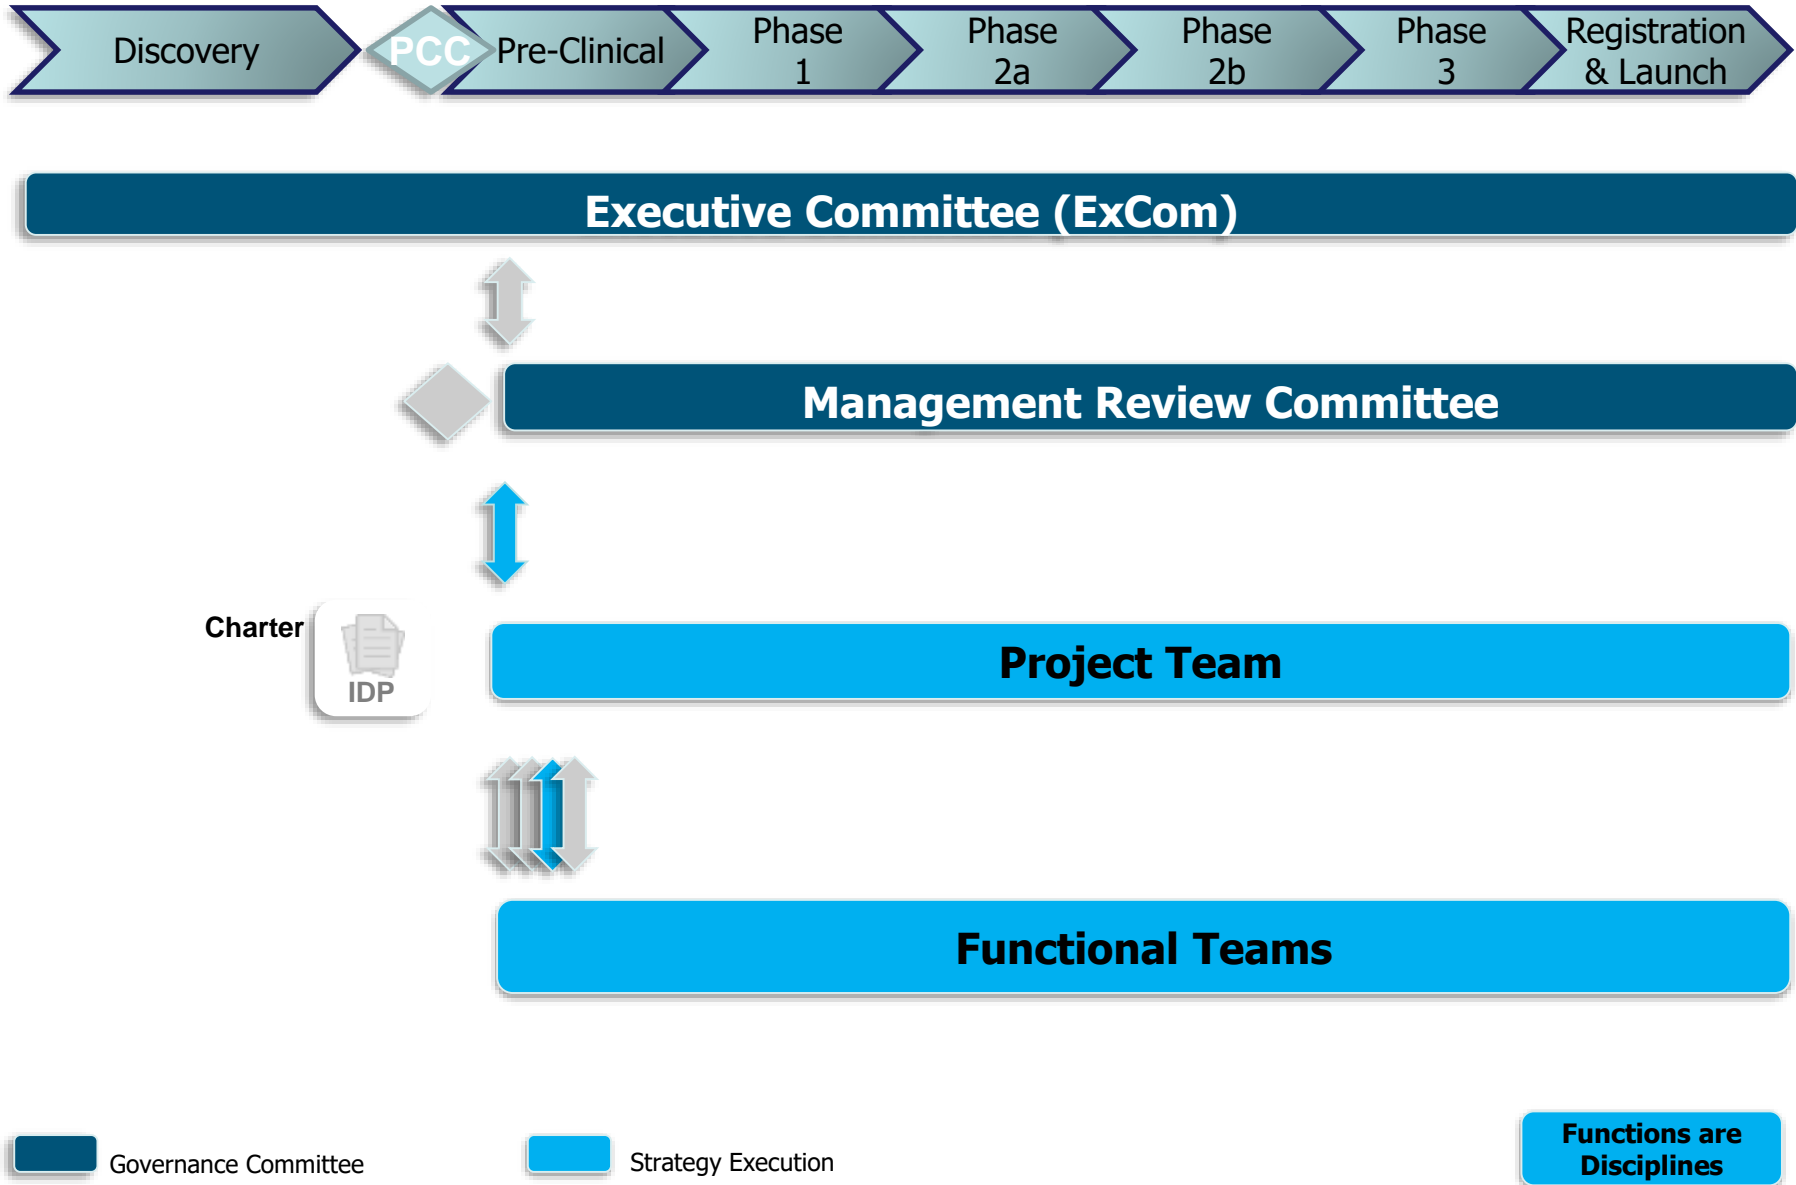 Discovery
PCC
Pre-Clinical
Phase
1
Phase
2a
Phase
2b
Phase
3
Registration
& Launch
Executive Committee (ExCom)
Management Review Committee
Charter
IDP
Project Team
Functional Teams
Governance Committee
Strategy Execution
Functions are
Disciplines